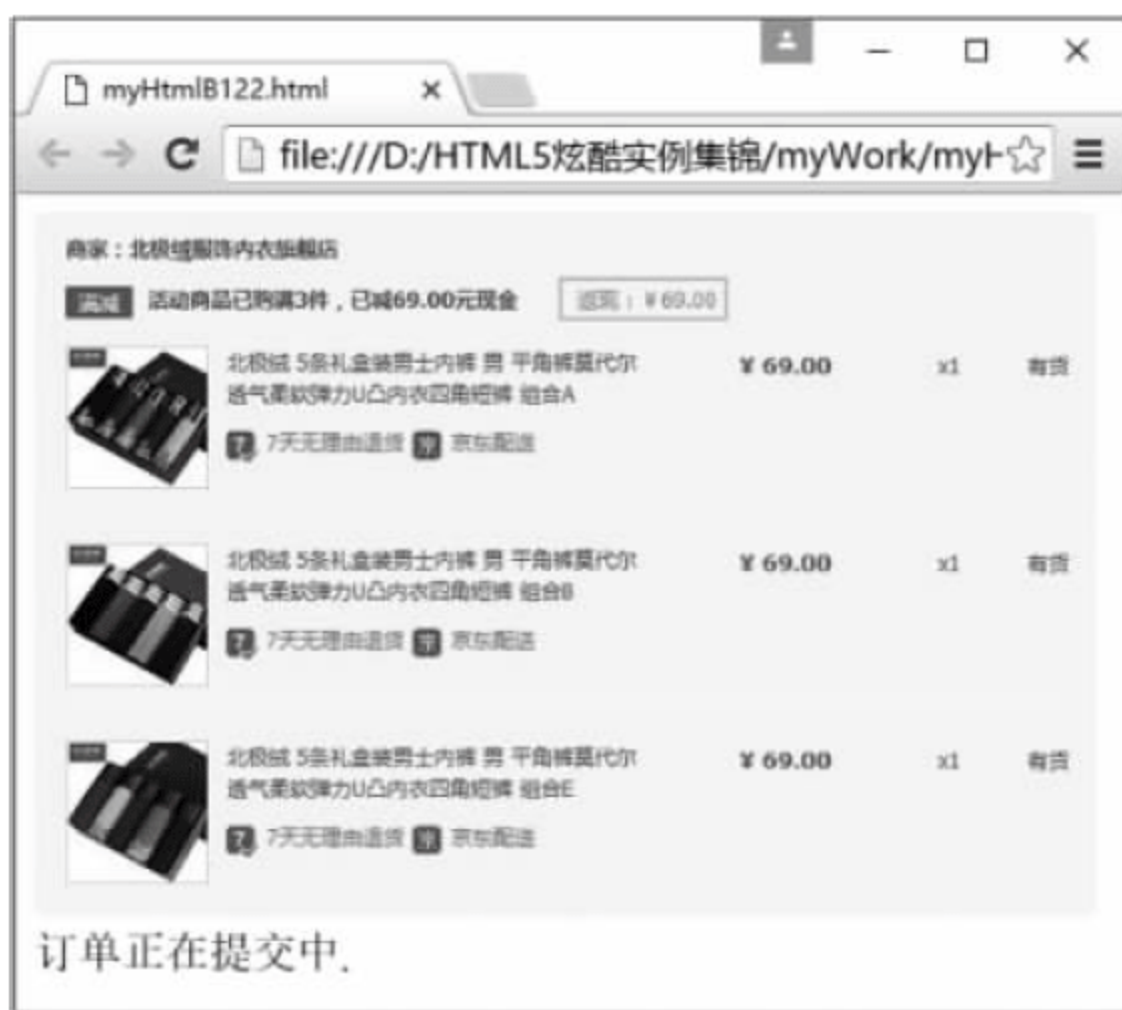 myHtmlB122.html
file:///D:/HTML5炫酷实例集锦/myWork/myH
商家：北极绒服饰内衣旗舰店
满减 活动商品已购满3件，已减69.00元现金 返现：¥69.00
北极绒 5条礼盒装男士内裤 男 平角裤莫代尔 ¥ 69.00 x1 有货
透气柔软弹力U凸内衣四角短裤 组合A
7 7天无理由退货 京东配送
北极绒 5条礼盒装男士内裤 男 平角裤莫代尔 ¥ 69.00 x1 有货
透气柔软弹力U凸内衣四角短裤 组合B
7 7天无理由退货 京东配送
北极绒 5条礼盒装男士内裤 男 平角裤莫代尔 ¥ 69.00 x1 有货
透气柔软弹力U凸内衣四角短裤 组合E
7 7天无理由退货 京东配送
订单正在提交中.